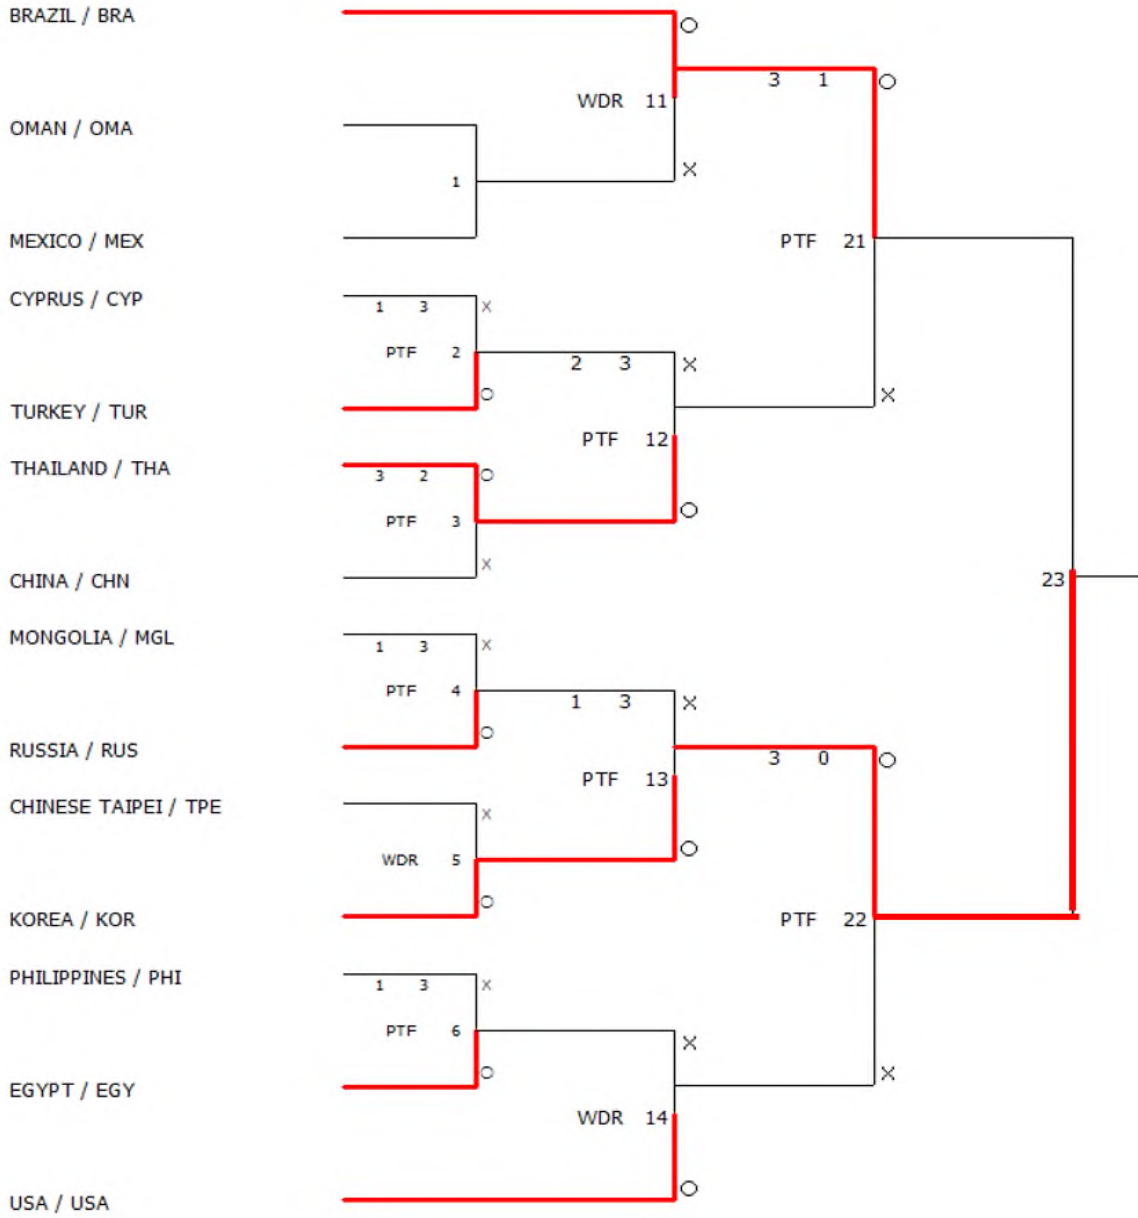 BRAZIL / BRA
O
3 1 O
WDR 11
OMAN / OMA
X
1
MEXICO / MEX
PTF 21
CYPRUS / CYP
1 3 X
PTF 2
2 3 X
O
X
TURKEY / TUR
PTF 12
THAILAND / THA
3 2 O
O
PTF 3
X
CHINA / CHN
23
MONGOLIA / MGL
1 3 X
PTF 4
1 3 X
O
RUSSIA / RUS
3 0 O
PTF 13
CHINESE TAIPEI / TPE
X
O
WDR 5
O
KOREA / KOR
PTF 22
PHILIPPINES / PHI
1 3 X
PTF 6
X
O
X
EGYPT / EGY
WDR 14
O
USA / USA